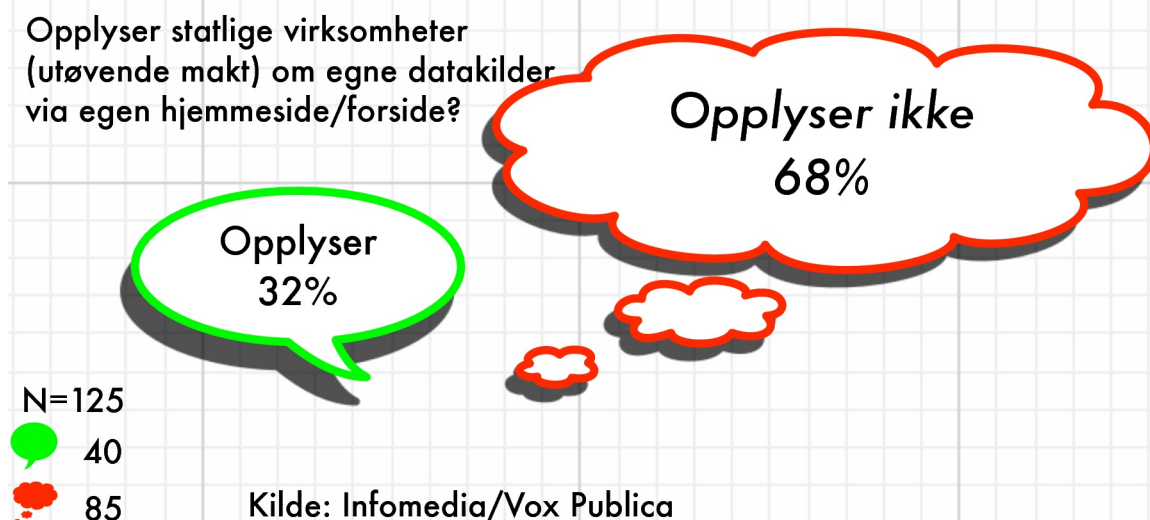 Opplyser statlige virksomheter
(utøvende makt) om egne datakilder
via egen hjemmeside/forside?
Opplyser ikke
68%
Opplyser
32%
N=125
40
85
Kilde: Infomedia/Vox Publica